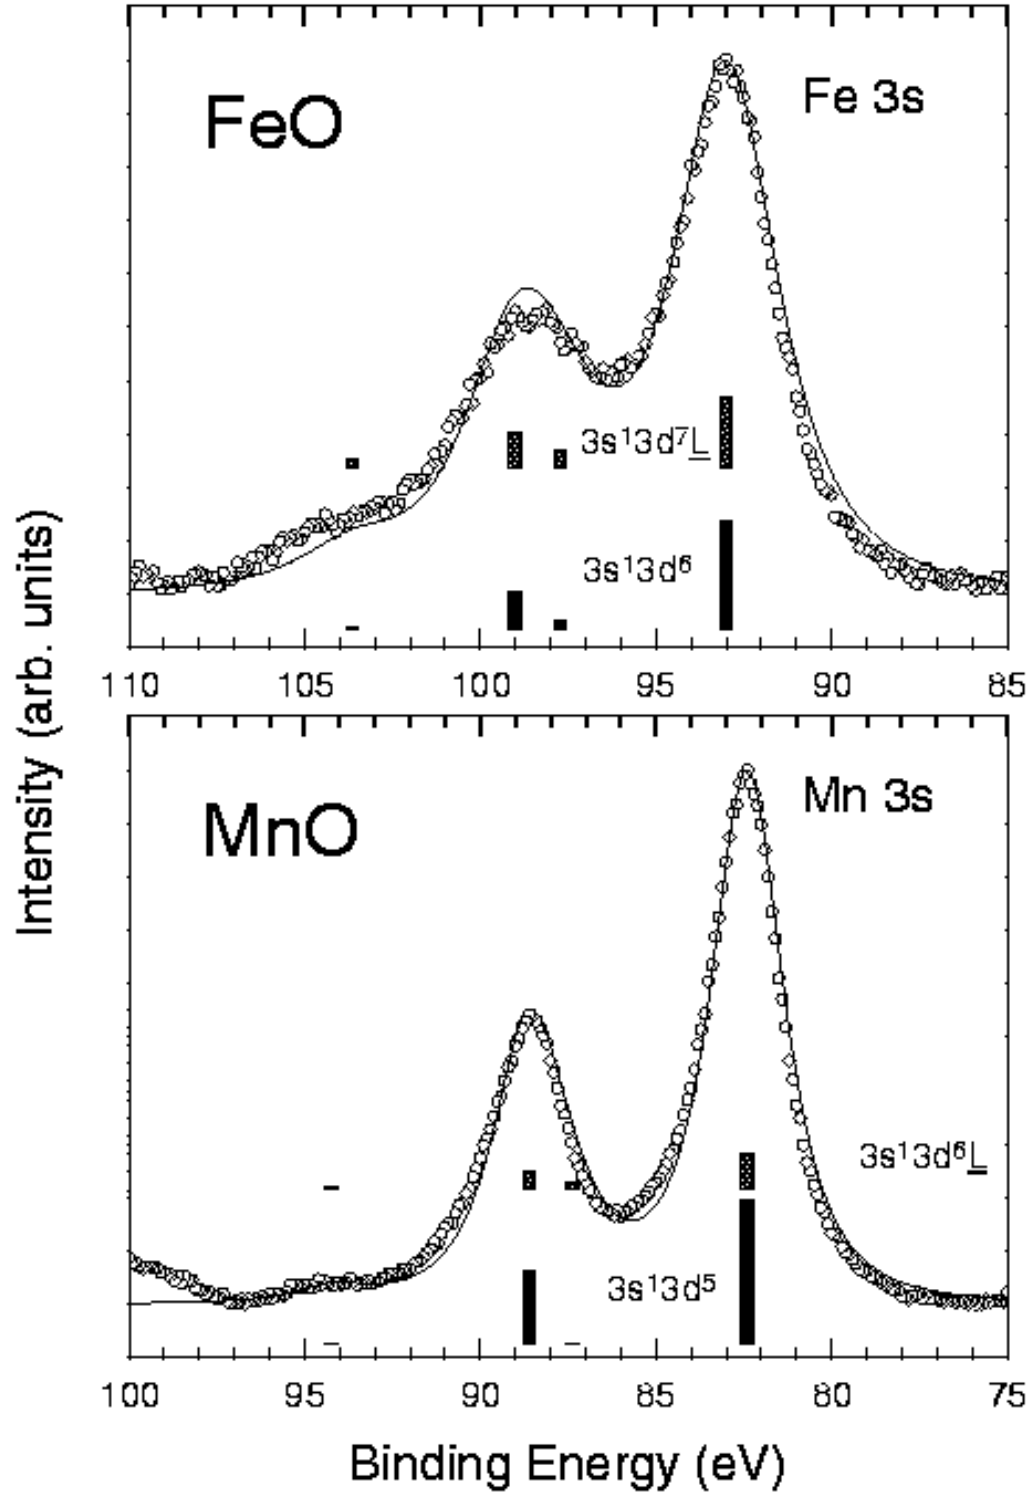 FeO
Fe 3s
3s¹3d⁷L̲
3s¹3d⁶
110 105 100 95 90 85
Intensity (arb. units)
MnO
Mn 3s
3s¹3d⁶L̲
3s¹3d⁵
100 95 90 85 80 75
Binding Energy (eV)